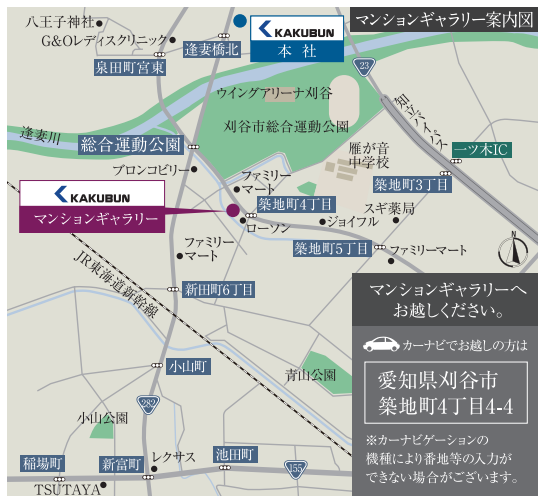 マンションギャラリー案内図
八王子神社
G&Oレディスクリニック
逢妻橋北
KAKUBUN
本社
泉田町宮東
23
ウイングアリーナ刈谷
知立バイパス
刈谷市総合運動公園
逢妻川
総合運動公園
雁が音
中学校
一ツ木IC
ブロンコビリー
ファミリー
マート
築地町3丁目
KAKUBUN
マンションギャラリー
築地町4丁目
ローソン
ジョイフル
スギ薬局
ファミリー
マート
築地町5丁目
ファミリーマート
N
JR東海道新幹線
新田町6丁目
小山町
青山公園
282
小山公園
稲場町
新富町
レクサス
池田町
155
TSUTAYA
マンションギャラリーへ
お越しください。
カーナビでお越しの方は
愛知県刈谷市
築地町4丁目4-4
※カーナビゲーションの
機種により番地等の入力が
できない場合がございます。